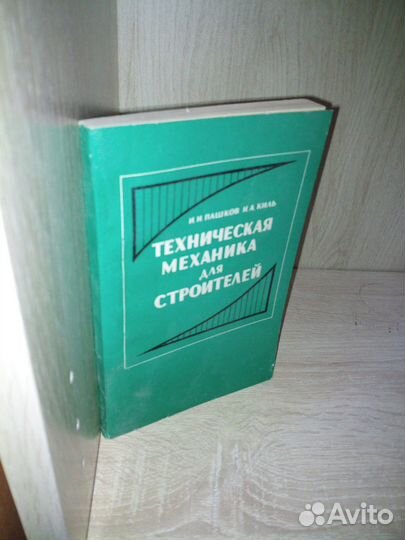 Н. И. ПАШКОВ И. А. КИЛЬ
ТЕХНИЧЕСКАЯ
МЕХАНИКА
для
СТРОИТЕЛЕЙ
Avito